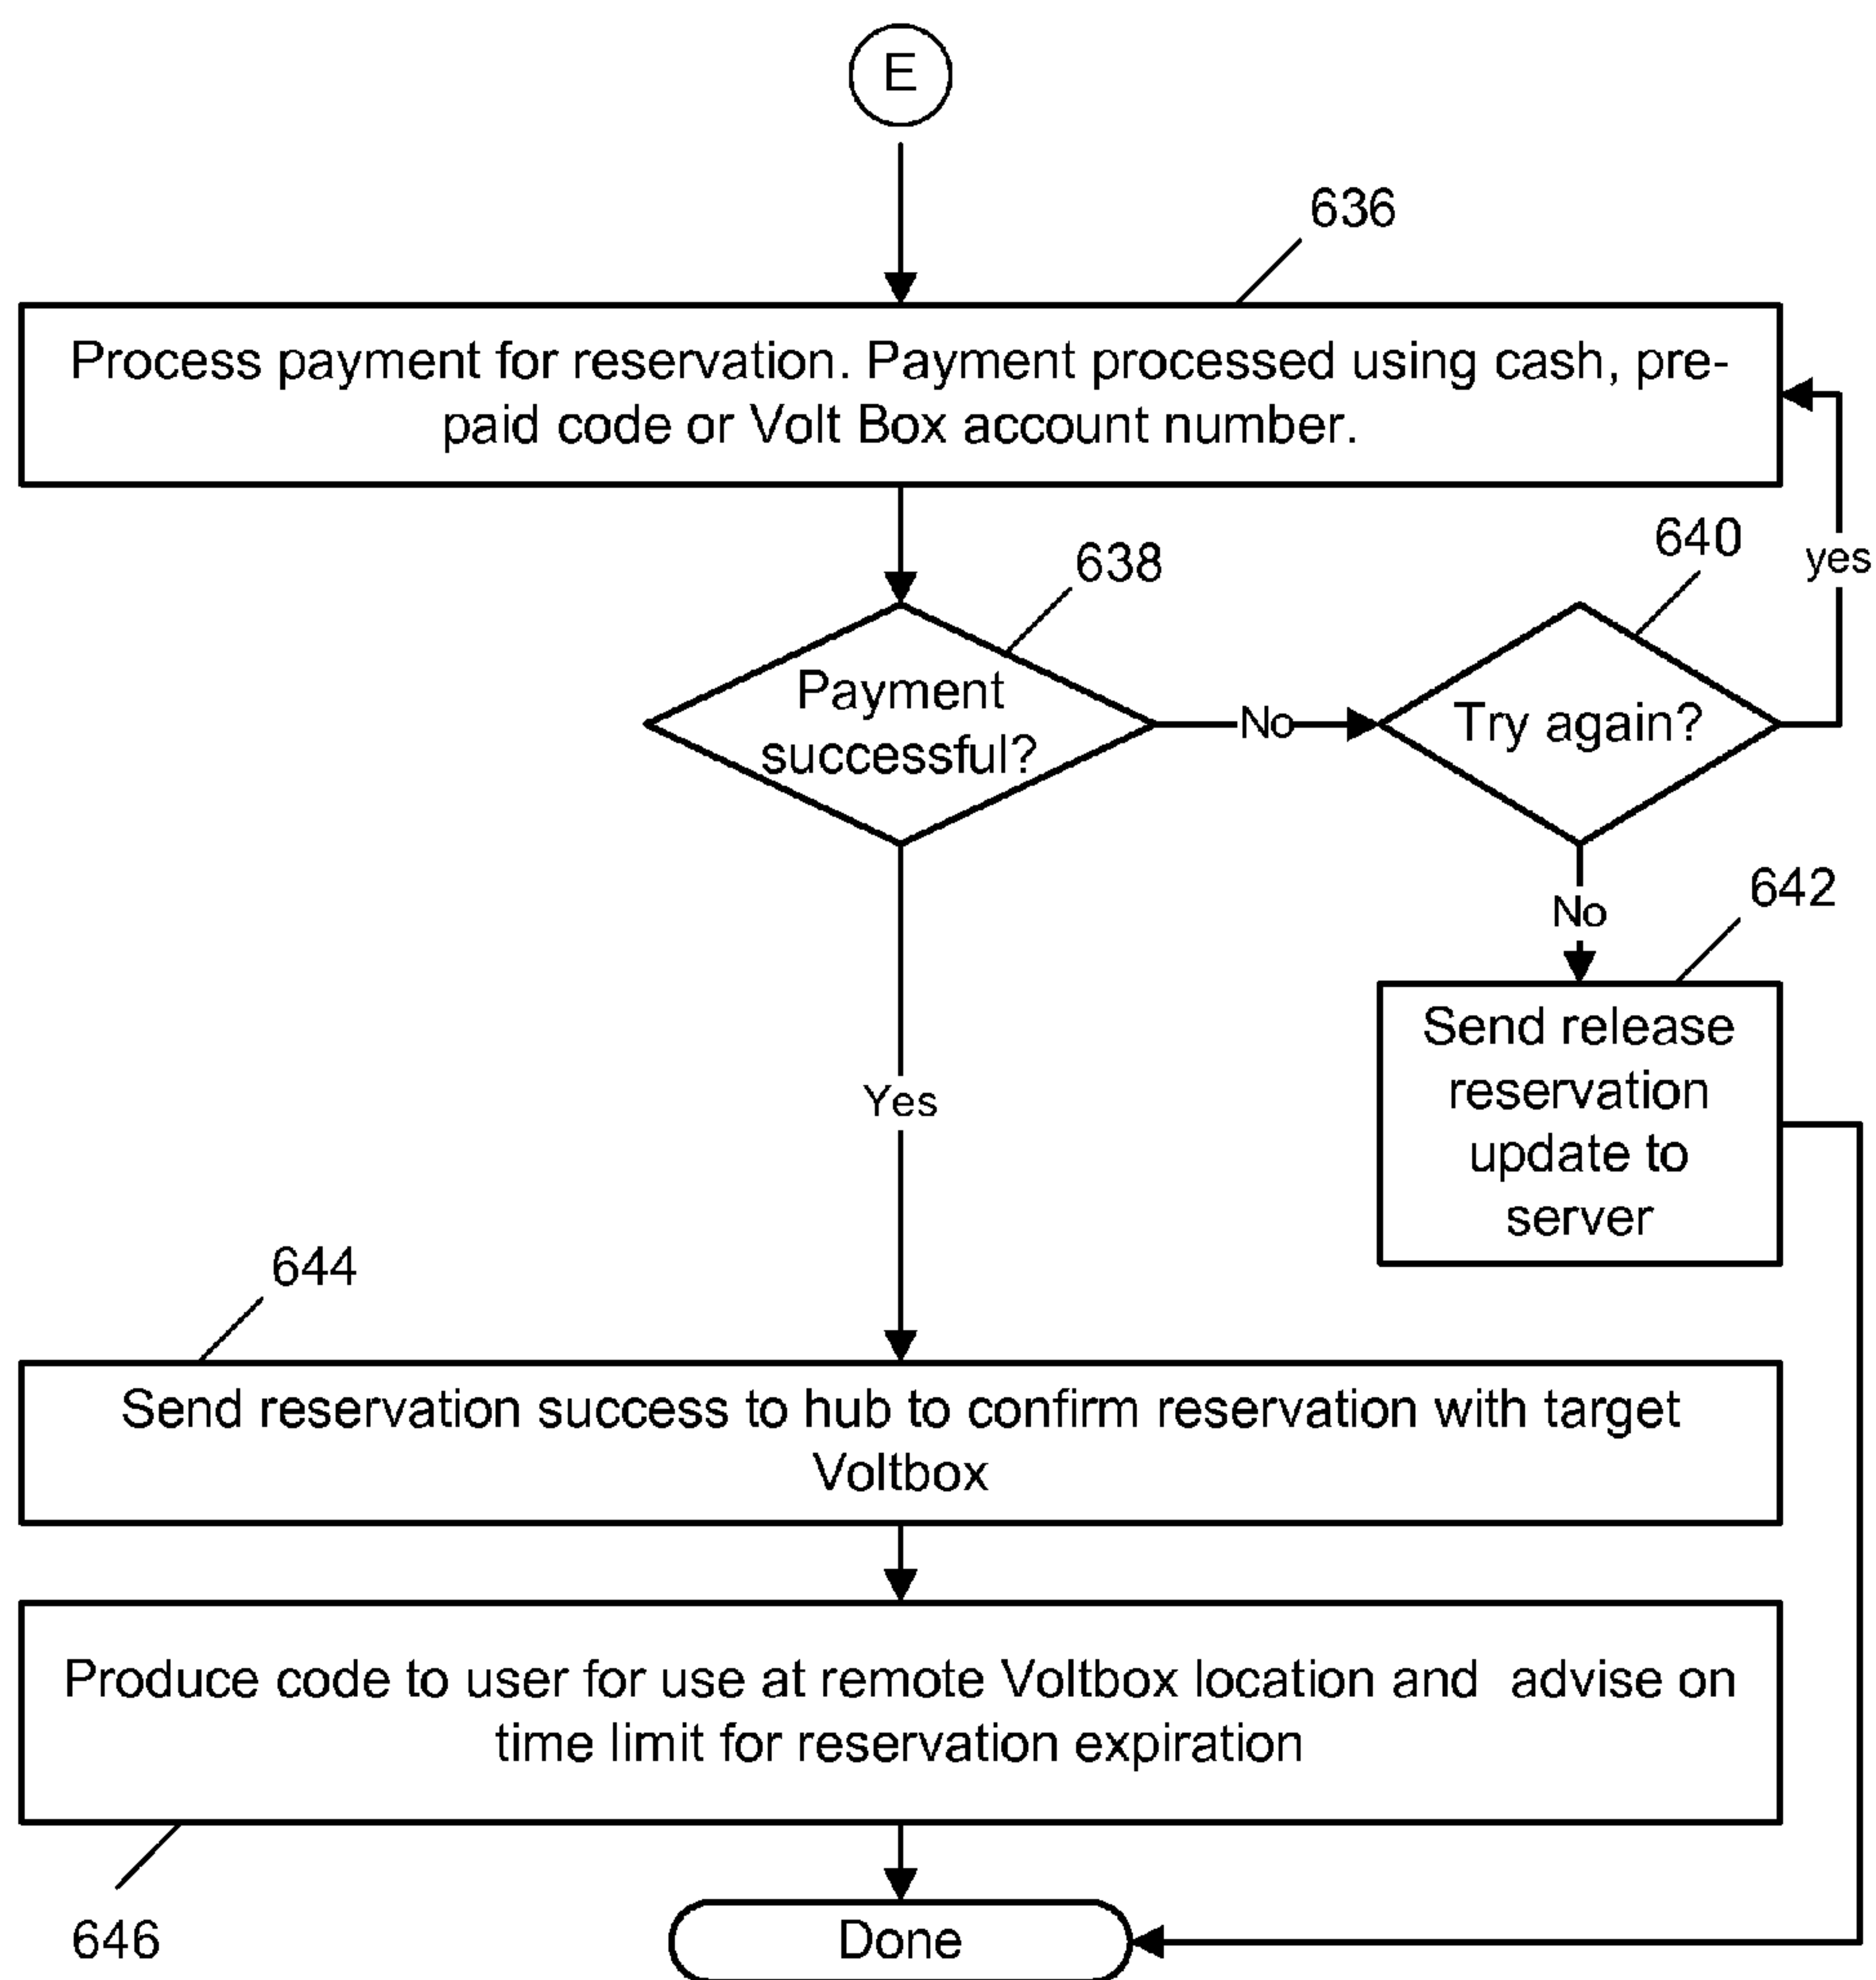 E
636
Process payment for reservation. Payment processed using cash, pre-
paid code or Volt Box account number.
638
640
yes
Payment
successful?
No
Try again?
No
642
Send release
reservation
update to
server
Yes
644
Send reservation success to hub to confirm reservation with target
Voltbox
Produce code to user for use at remote Voltbox location and  advise on
time limit for reservation expiration
646
Done